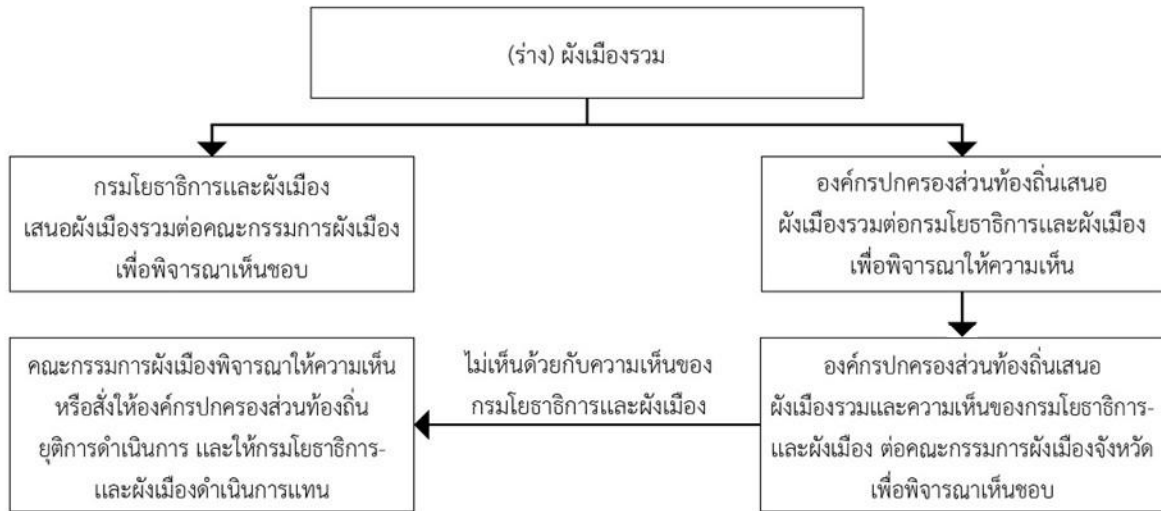 (ร่าง) ผังเมืองรวม
กรมโยธาธิการและผังเมือง
เสนอผังเมืองรวมต่อคณะกรรมการผังเมือง
เพื่อพิจารณาเห็นชอบ
องค์กรปกครองส่วนท้องถิ่นเสนอ
ผังเมืองรวมต่อกรมโยธาธิการและผังเมือง
เพื่อพิจารณาให้ความเห็น
คณะกรรมการผังเมืองพิจารณาให้ความเห็น
หรือสั่งให้องค์กรปกครองส่วนท้องถิ่น
ยุติการดำเนินการ และให้กรมโยธาธิการ-
และผังเมืองดำเนินการแทน
ไม่เห็นด้วยกับความเห็นของ
กรมโยธาธิการและผังเมือง
องค์กรปกครองส่วนท้องถิ่นเสนอ
ผังเมืองรวมและความเห็นของกรมโยธาธิการ-
และผังเมือง ต่อคณะกรรมการผังเมืองจังหวัด
เพื่อพิจารณาเห็นชอบ